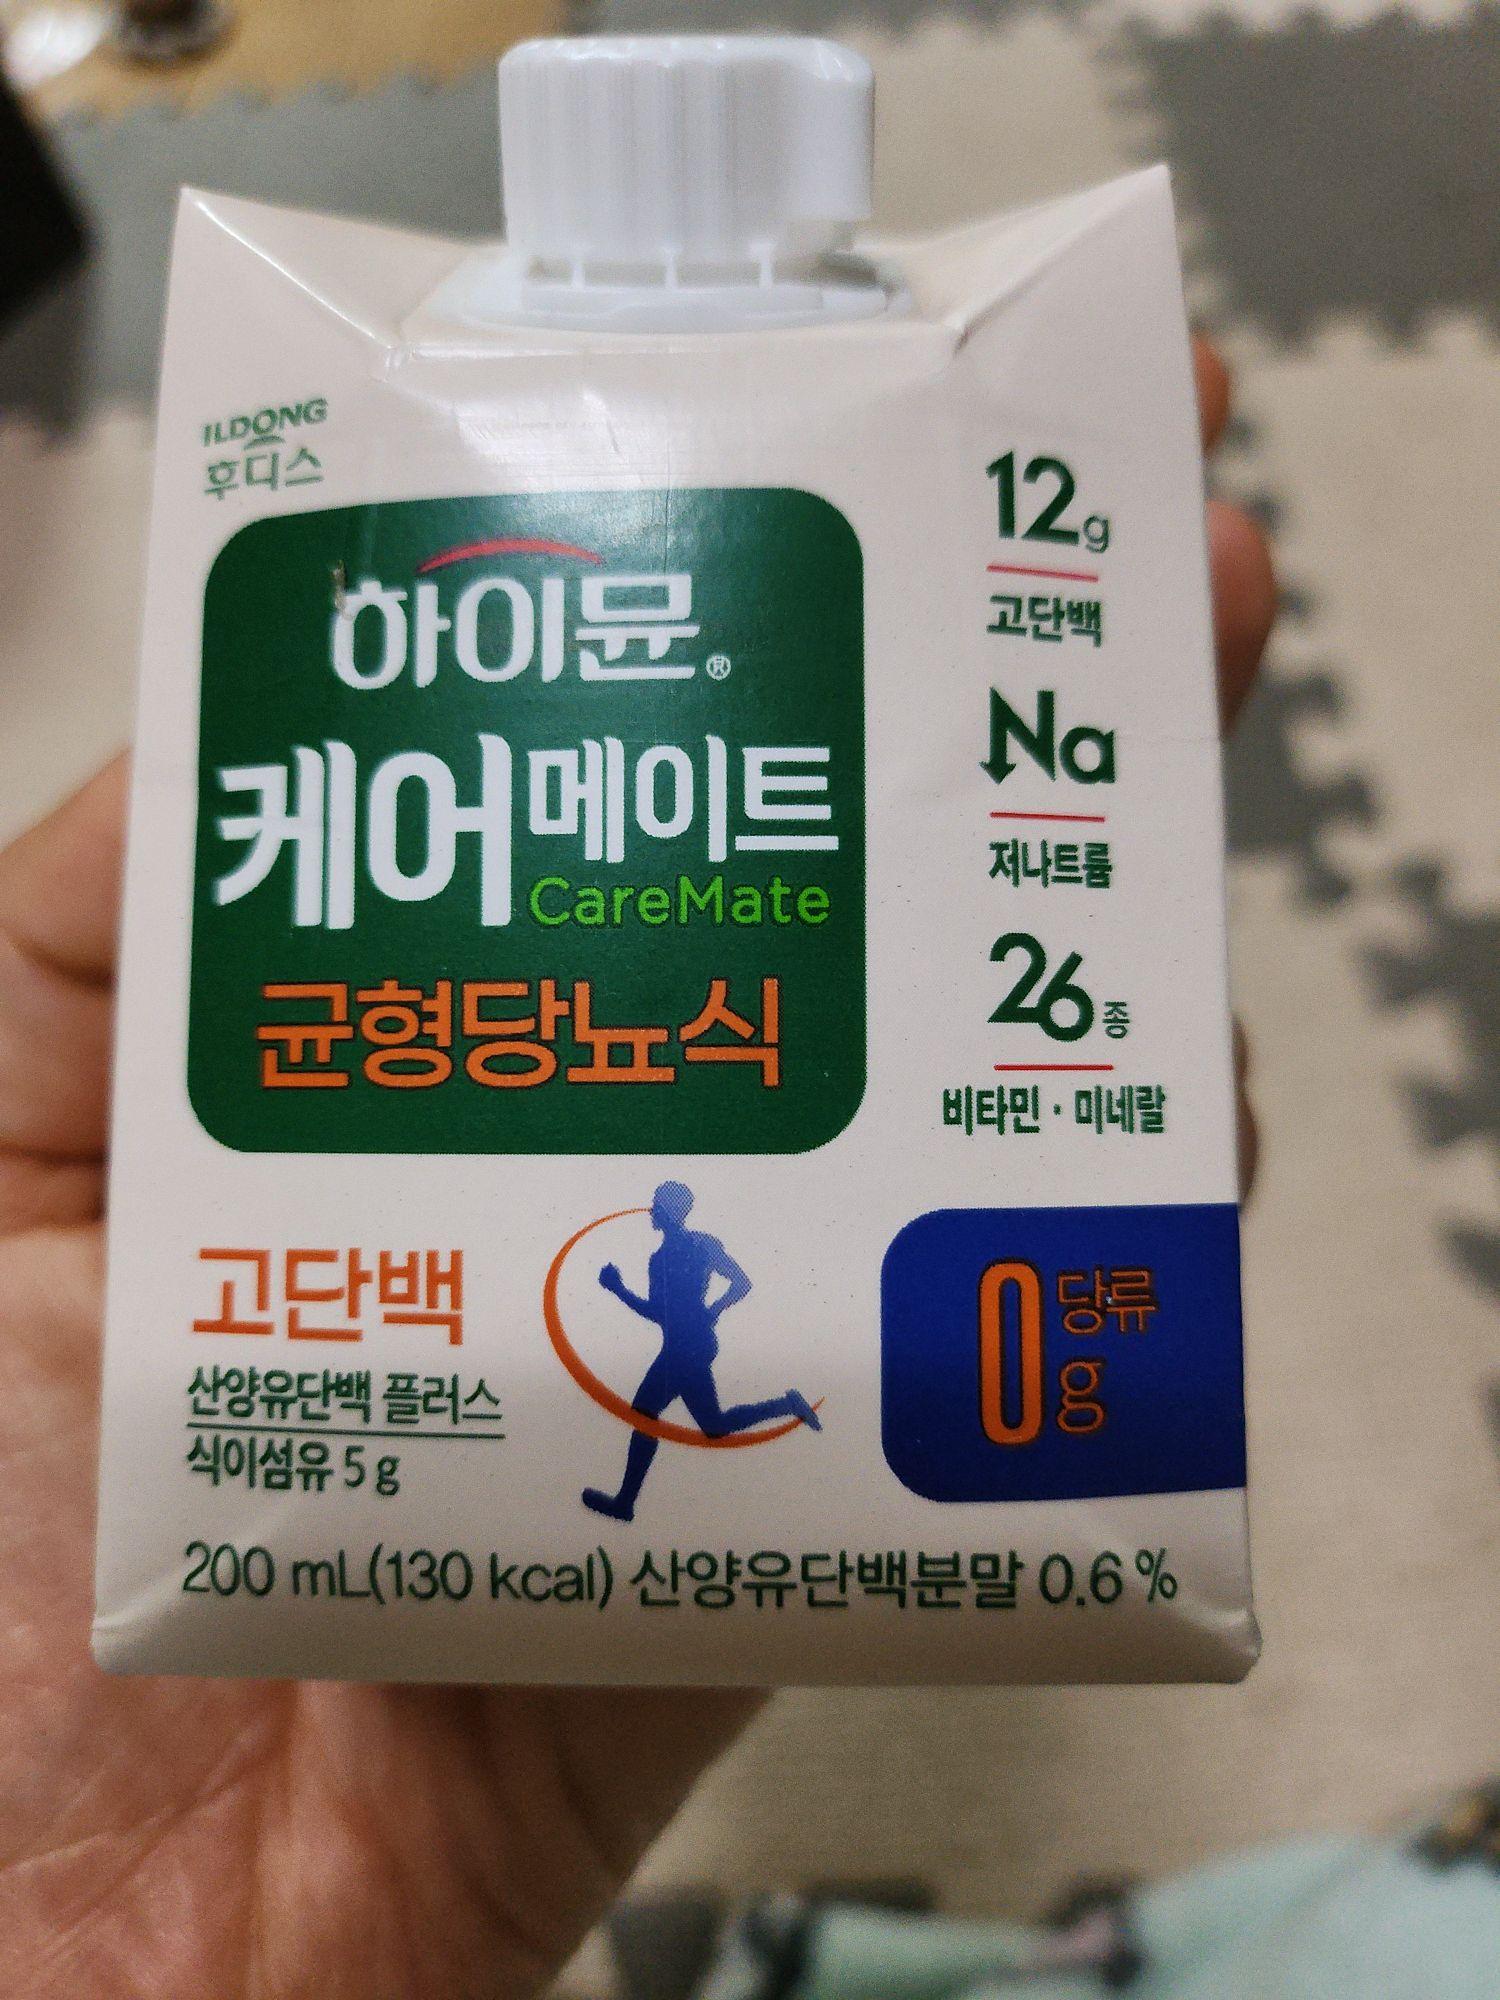 ILDONG
후디스
하이뮨®
케어메이트
CareMate
균형당뇨식
12g
고단백
Na
저나트륨
26종
비타민·미네랄
고단백
산양유단백 플러스
식이섬유 5 g
0 당류
g
200 mL(130 kcal) 산양유단백분말 0.6 %